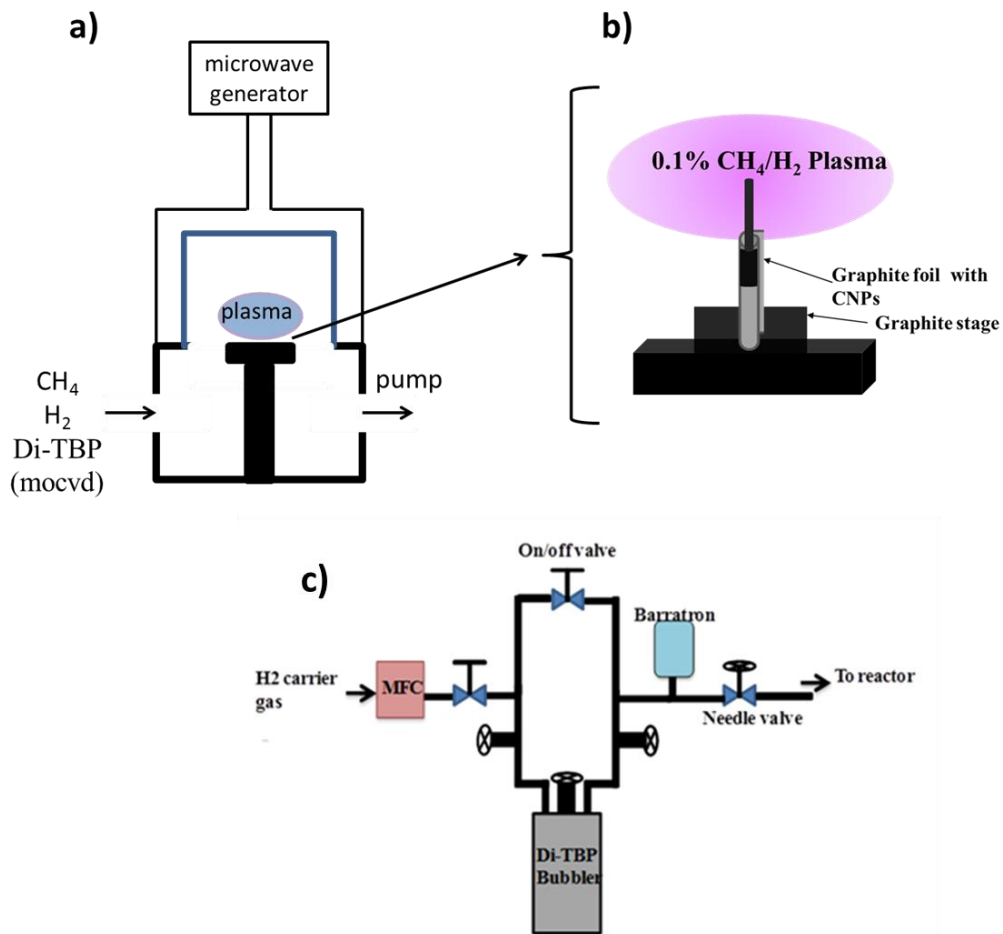 a)
microwave
generator
plasma
CH4
H2
Di-TBP
(mocvd)
pump
b)
0.1% CH4/H2 Plasma
Graphite foil with
CNPs
Graphite stage
c)
On/off valve
Barratron
H2 carrier
gas
MFC
To reactor
Needle valve
Di-TBP
Bubbler